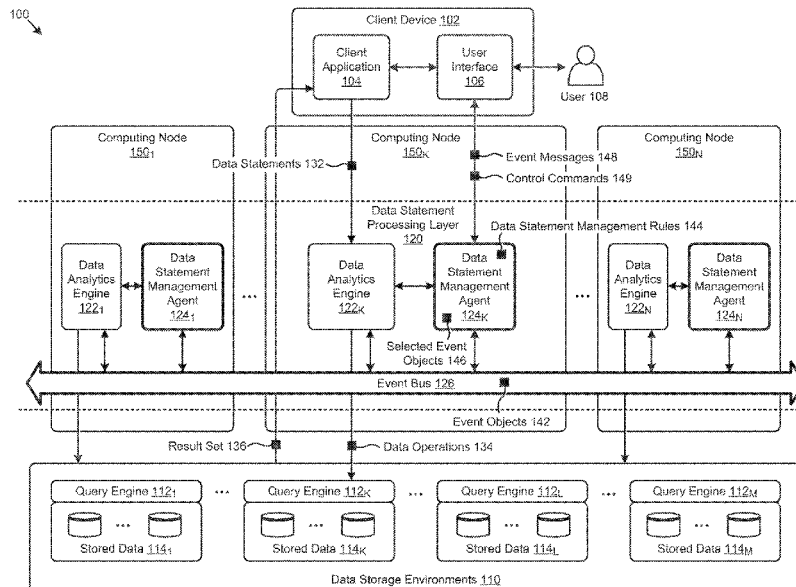 100
Client Device 102
Client
Application
104
User
Interface
106
User 108
Computing Node
150₁
Computing Node
150K
Computing Node
150N
Data Statements 132
Event Messages 148
Control Commands 149
Data Statement
Processing Layer
120
Data Statement Management Rules 144
Data
Analytics
Engine
122₁
Data
Statement
Management
Agent
124₁
...
Data
Analytics
Engine
122K
Data
Statement
Management
Agent
124K
...
Data
Analytics
Engine
122N
Data
Statement
Management
Agent
124N
Selected Event
Objects 146
Event Bus 126
Event Objects 142
Result Set 136
Data Operations 134
Query Engine 112₁
...
Query Engine 112K
...
Query Engine 112L
...
Query Engine 112M
...
...
...
...
Stored Data 114₁
Stored Data 114K
Stored Data 114L
Stored Data 114M
Data Storage Environments 110